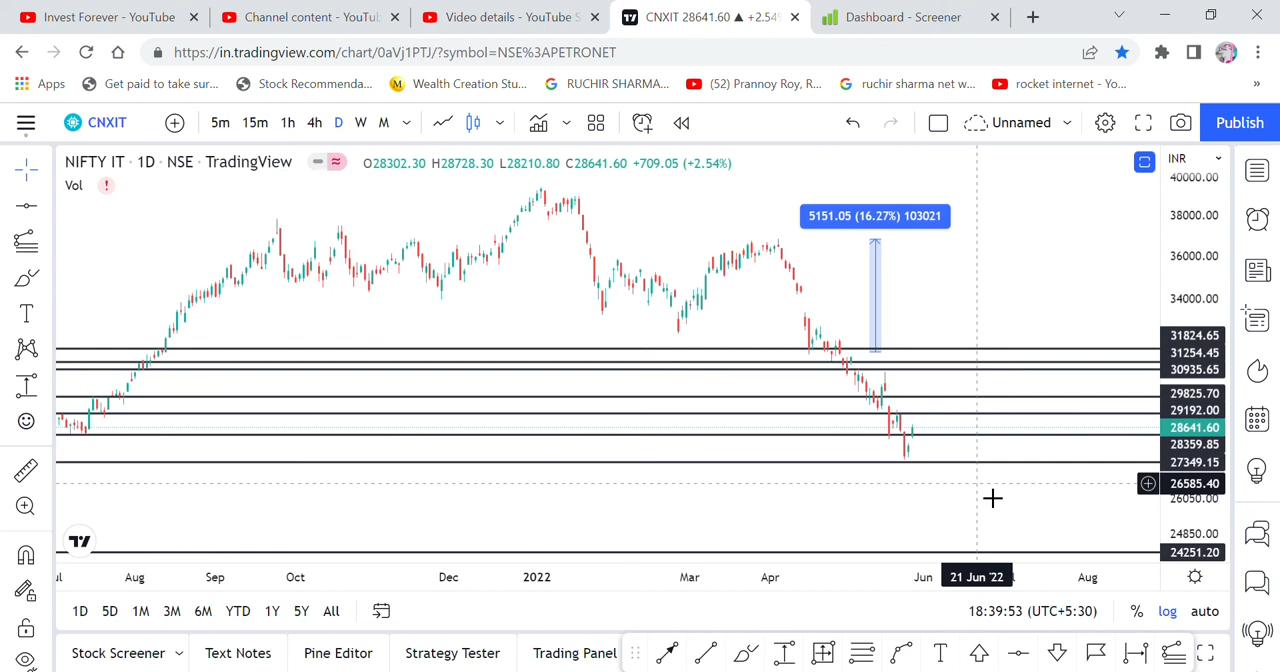 Invest Forever - YouTube
Channel content - YouTu
Video details - YouTube S
CNXIT 28641.60 ▲ +2.54%
Dashboard - Screener
https://in.tradingview.com/chart/0aVj1PTJ/?symbol=NSE%3APETRONET
Apps
Get paid to take sur...
Stock Recommenda...
Wealth Creation Stu...
RUCHIR SHARMA...
(52) Prannoy Roy, R...
ruchir sharma net w...
rocket internet - Yo...
»
CNXIT 5m 15m 1h 4h D W M Unnamed Publish
NIFTY IT · 1D · NSE · TradingView O28302.30 H28728.30 L28210.80 C28641.60 +709.05 (+2.54%) INR
Vol !
40000.00
5151.05 (16.27%) 103021
38000.00
36000.00
34000.00
31824.65
31254.45
30935.65
29825.70
29192.00
28641.60
28359.85
27349.15
26585.40
26050.00
24850.00
24251.20
Aug Sep Oct Dec 2022 Mar Apr Jun 21 Jun '22 Aug
1D 5D 1M 3M 6M YTD 1Y 5Y All 18:39:53 (UTC+5:30) % log auto
Stock Screener Text Notes Pine Editor Strategy Tester Trading Panel